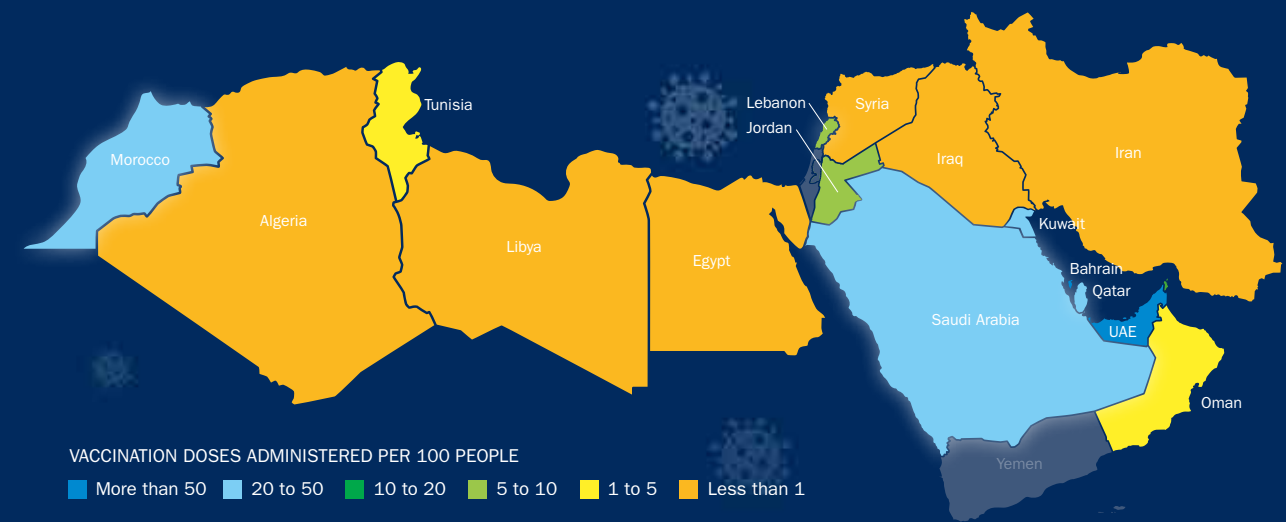 Tunisia
Lebanon
Syria
Jordan
Morocco
Iraq
Iran
Algeria
Kuwait
Libya
Egypt
Bahrain
Qatar
Saudi Arabia
UAE
Oman
Yemen
VACCINATION DOSES ADMINISTERED PER 100 PEOPLE
More than 50 20 to 50 10 to 20 5 to 10 1 to 5 Less than 1